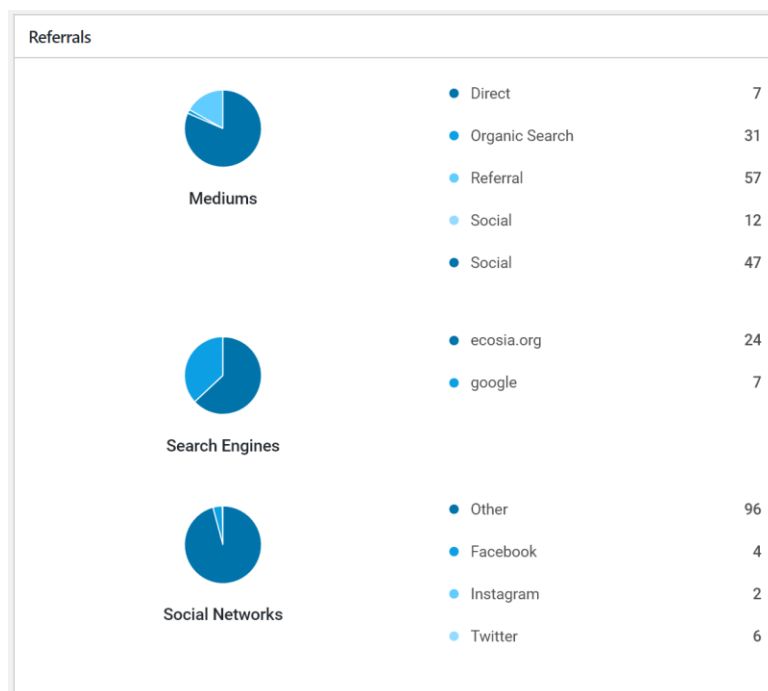 Referrals
Mediums
Direct 7
Organic Search 31
Referral 57
Social 12
Social 47
Search Engines
ecosia.org 24
google 7
Social Networks
Other 96
Facebook 4
Instagram 2
Twitter 6